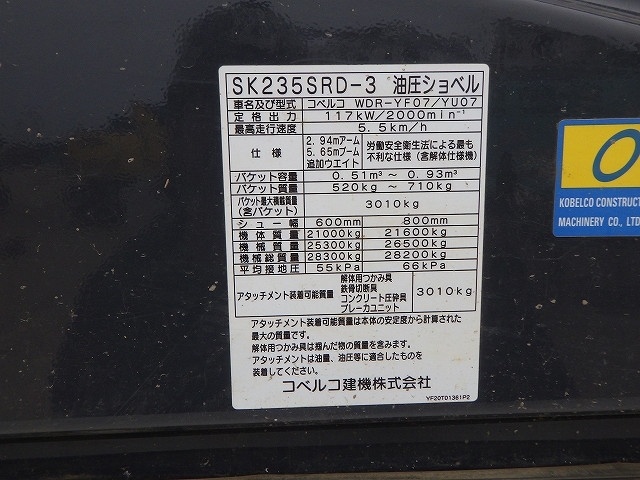 SK235SRD-3 油圧ショベル
車名及び型式 コベルコ WDR-YF07/YU07
定格出力 117kW/2000min⁻¹
最高走行速度 5.5km/h
仕様 2.94mアーム 5.65mブーム 追加ウエイト 労働安全衛生法による最も不利な仕様(含解体仕様機)
バケット容量 0.51m³ ~ 0.93m³
バケット質量 520kg ~ 710kg
バケット最大積載質量(含バケット) 3010kg
シュー幅 600mm 800mm
機体質量 21000kg 21600kg
機械質量 25300kg 26500kg
機械総質量 28300kg 28200kg
平均接地圧 55kPa 66kPa
アタッチメント装着可能質量 解体用つかみ具 鉄骨切断具 コンクリート圧砕具 ブレーカユニット 3010kg
アタッチメント装着可能質量は本体の安定度から計算された
最大の質量です。
解体用つかみ具は掴んだ物の質量を含みます。
アタッチメントは油量、油圧等に適合したものを
装着してください。
コベルコ建機株式会社
YF20T01361P2
KOBELCO CONSTRUCT
MACHINERY CO., LTD